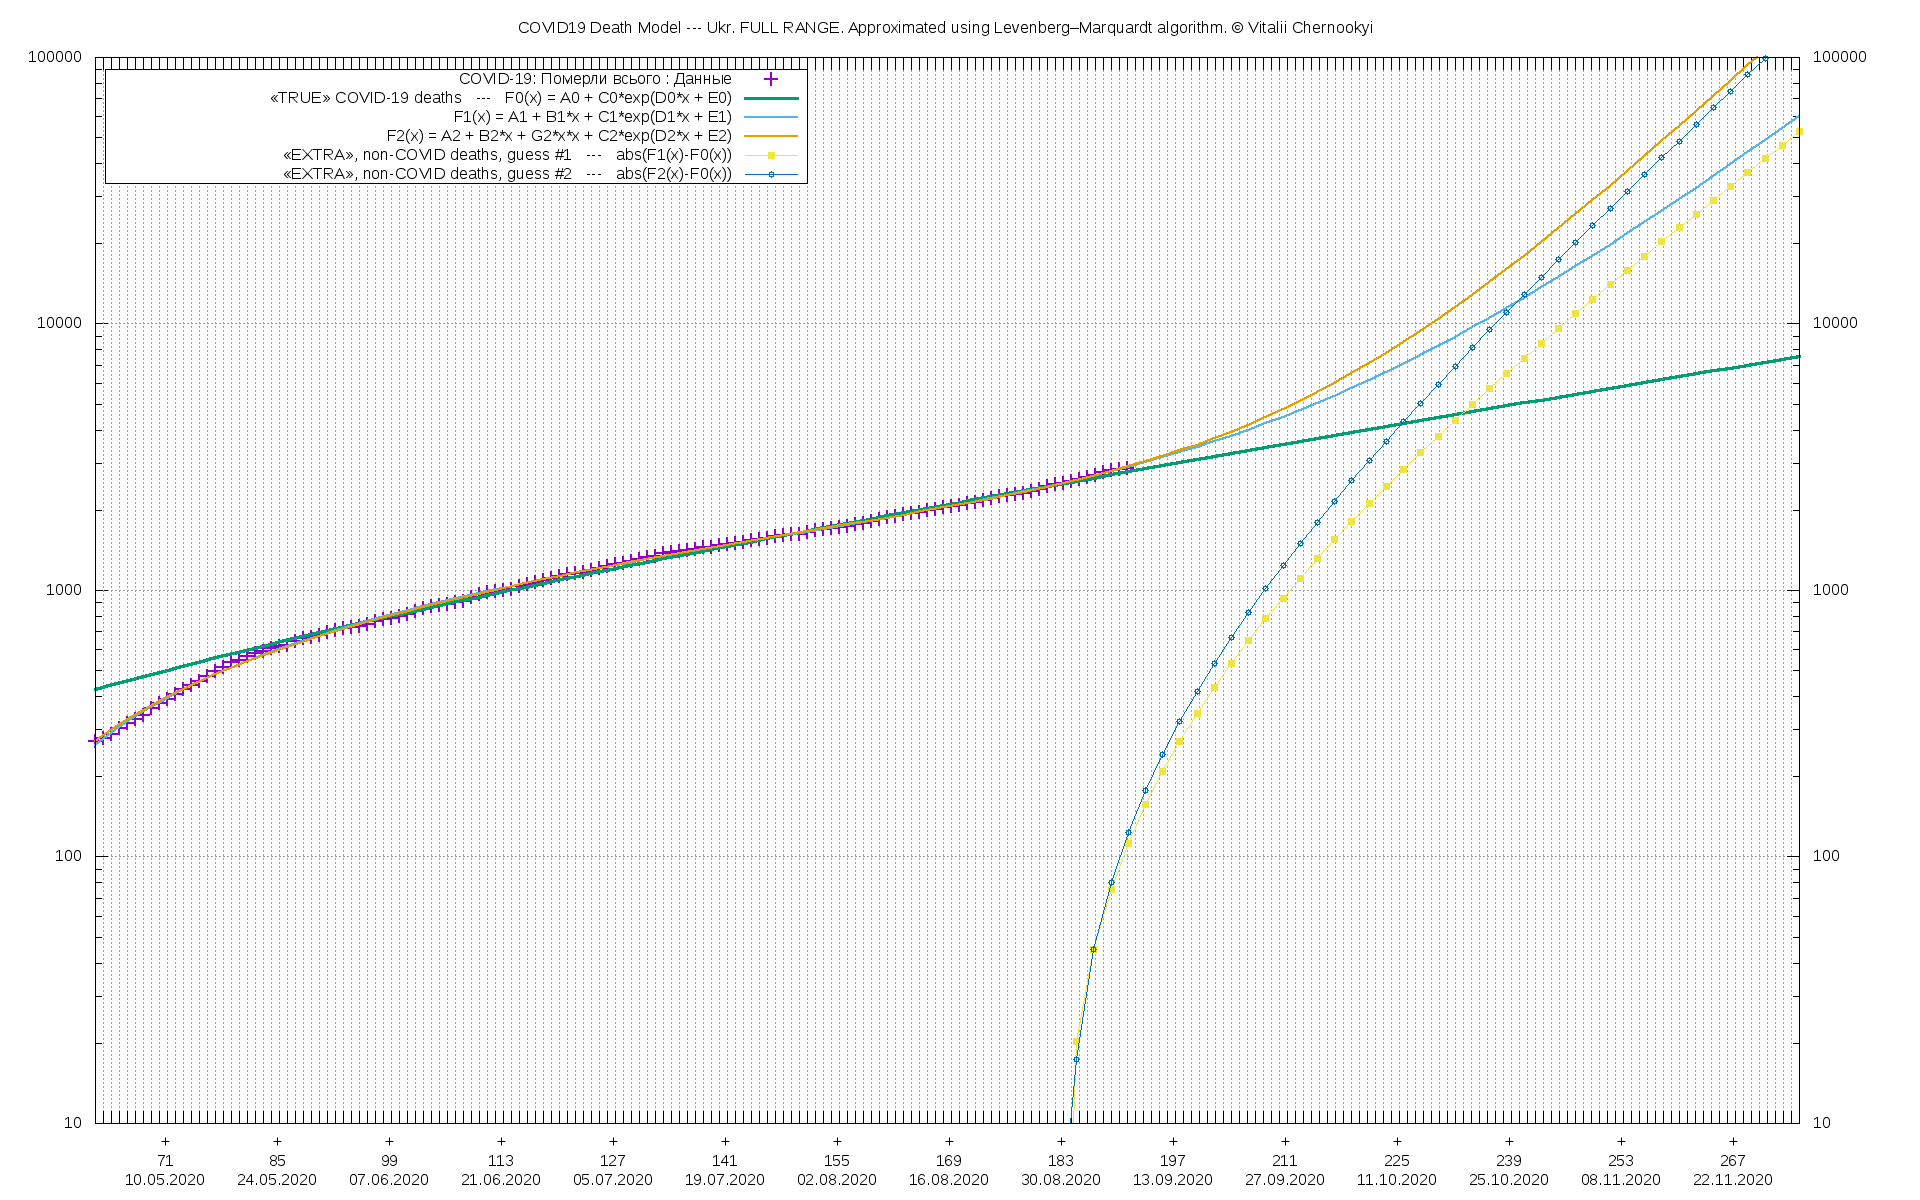 COVID19 Death Model --- Ukr. FULL RANGE. Approximated using Levenberg–Marquardt algorithm. © Vitalii Chernookyi
COVID-19: Померли всього : Данные
«TRUE» COVID-19 deaths --- F0(x) = A0 + C0*exp(D0*x + E0)
F1(x) = A1 + B1*x + C1*exp(D1*x + E1)
F2(x) = A2 + B2*x + G2*x*x + C2*exp(D2*x + E2)
«EXTRA», non-COVID deaths, guess #1 --- abs(F1(x)-F0(x))
«EXTRA», non-COVID deaths, guess #2 --- abs(F2(x)-F0(x))
100000 100000
10000 10000
1000 1000
100 100
10 10
71 85 99 113 127 141 155 169 183 197 211 225 239 253 267
10.05.2020 24.05.2020 07.06.2020 21.06.2020 05.07.2020 19.07.2020 02.08.2020 16.08.2020 30.08.2020 13.09.2020 27.09.2020 11.10.2020 25.10.2020 08.11.2020 22.11.2020